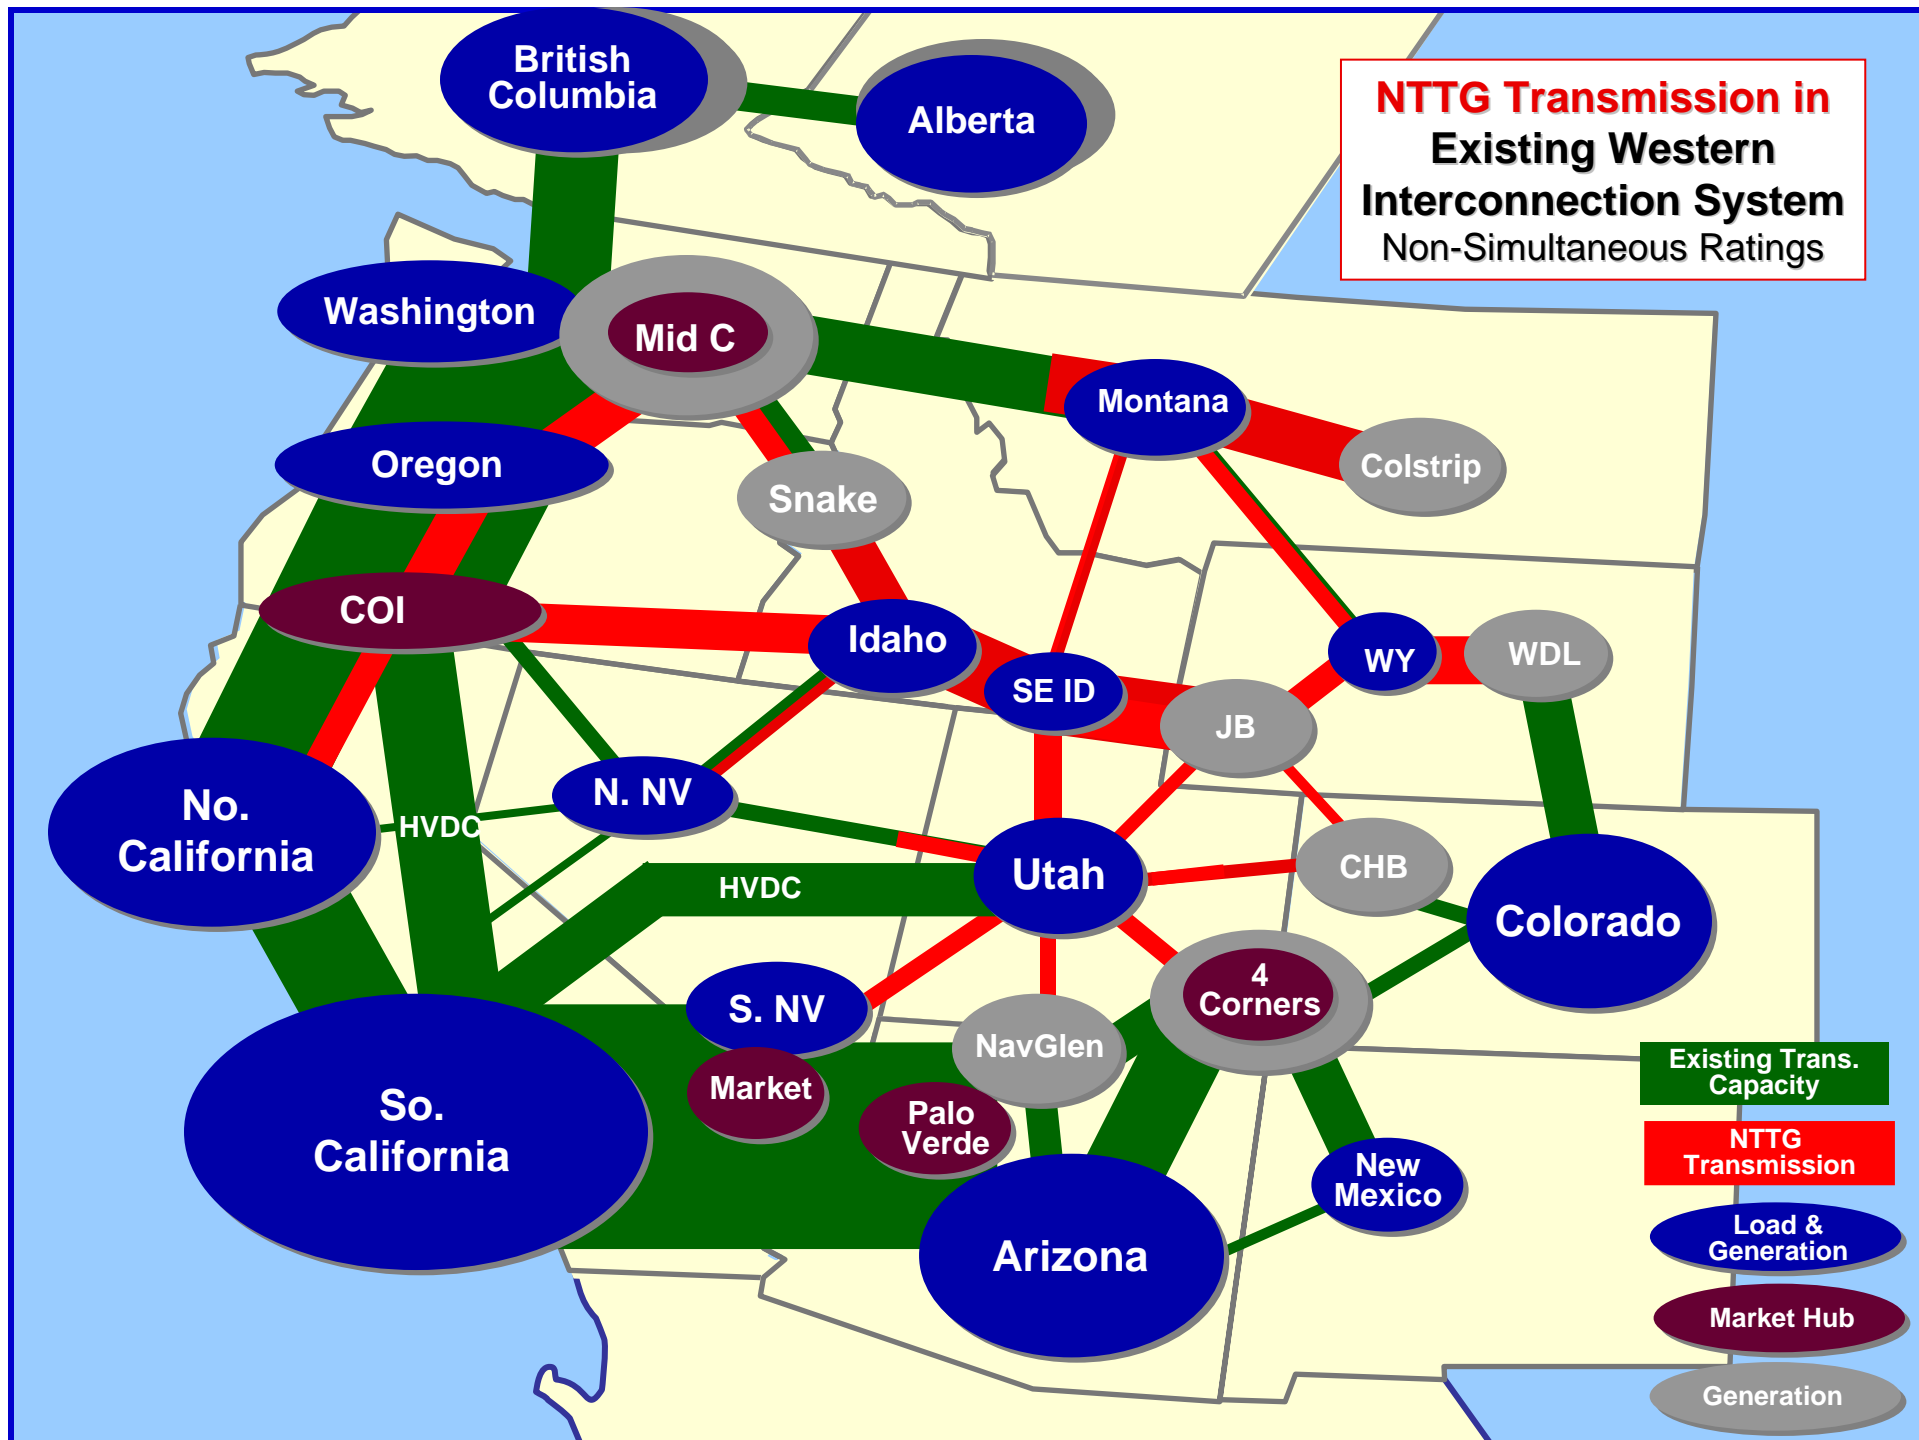 British
Columbia
Alberta
NTTG Transmission in
Existing Western
Interconnection System
Non-Simultaneous Ratings
Washington
Mid C
Montana
Oregon
Colstrip
Snake
COI
Idaho
WY
WDL
SE ID
JB
N. NV
No.
California
HVDC
HVDC
Utah
CHB
Colorado
4
Corners
S. NV
NavGlen
Market
Palo
Verde
So.
California
New
Mexico
Arizona
Existing Trans.
Capacity
NTTG
Transmission
Load &
Generation
Market Hub
Generation